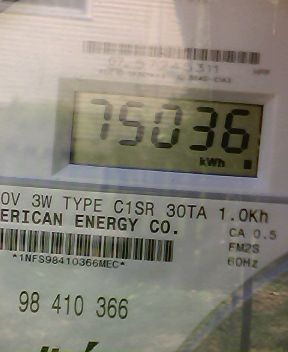 75036
kWh
0V 3W TYPE C1SR 30TA 1.0Kh
ERICAN ENERGY CO.
CA 0.5
FM2S
60Hz
*1NFS98410366MEC*
98 410 366